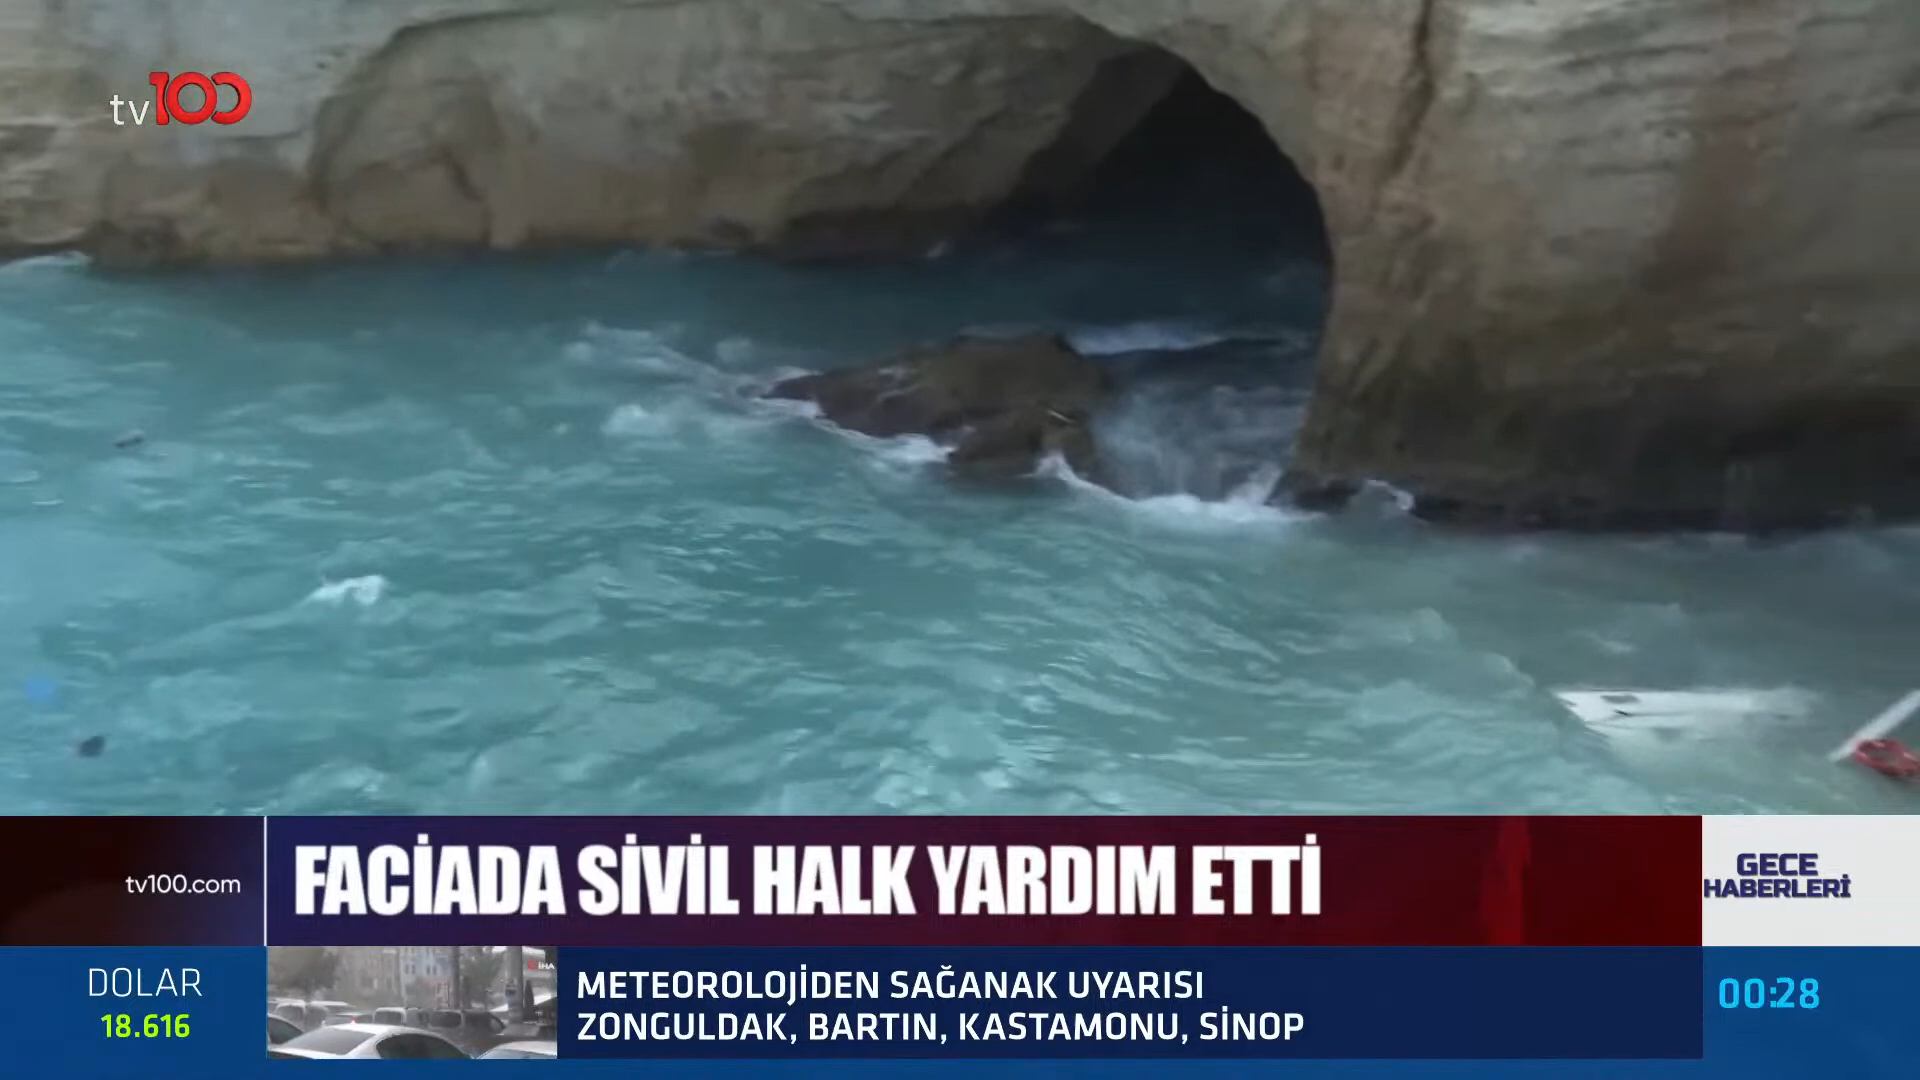 tv100
tv100.com
FACİADA SİVİL HALK YARDIM ETTİ
GECE
HABERLERİ
DOLAR
18.616
İHA
METEOROLOJİDEN SAĞANAK UYARISI
ZONGULDAK, BARTIN, KASTAMONU, SİNOP
00:28